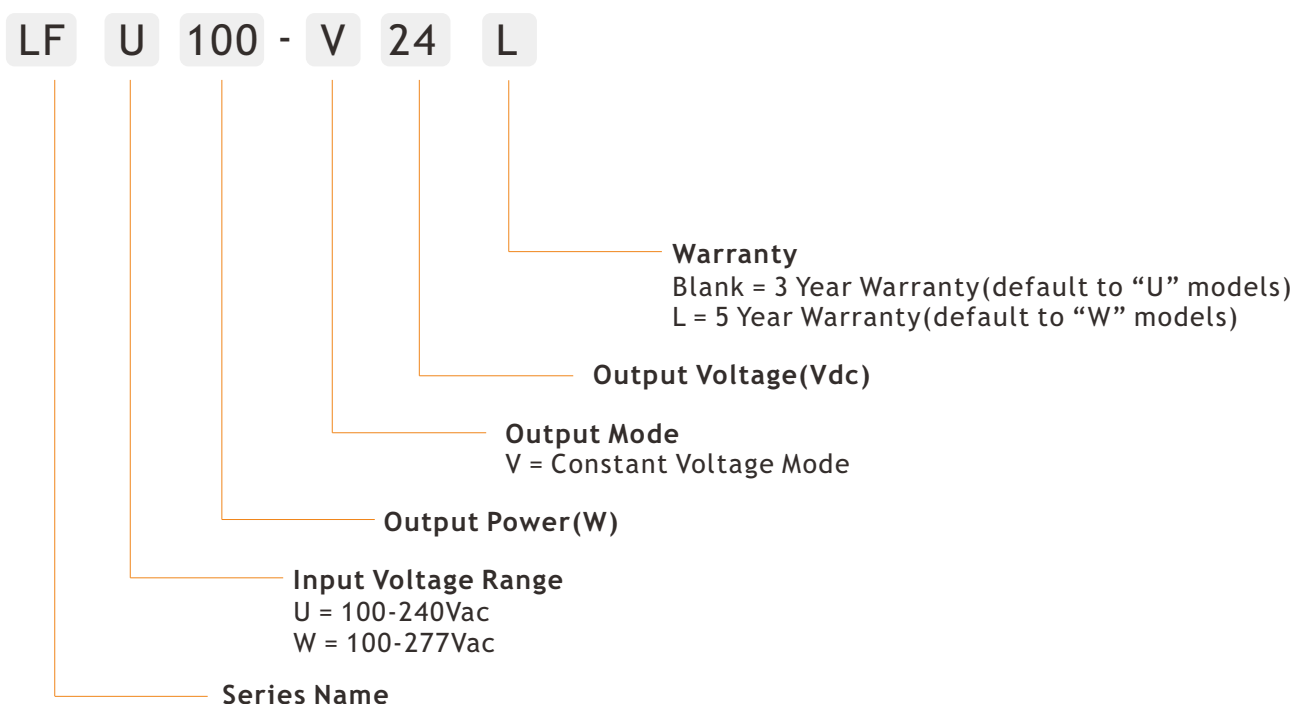 LF U 100 - V 24 L
Warranty
Blank = 3 Year Warranty(default to “U” models)
L = 5 Year Warranty(default to “W” models)
Output Voltage(Vdc)
Output Mode
V = Constant Voltage Mode
Output Power(W)
Input Voltage Range
U = 100-240Vac
W = 100-277Vac
Series Name